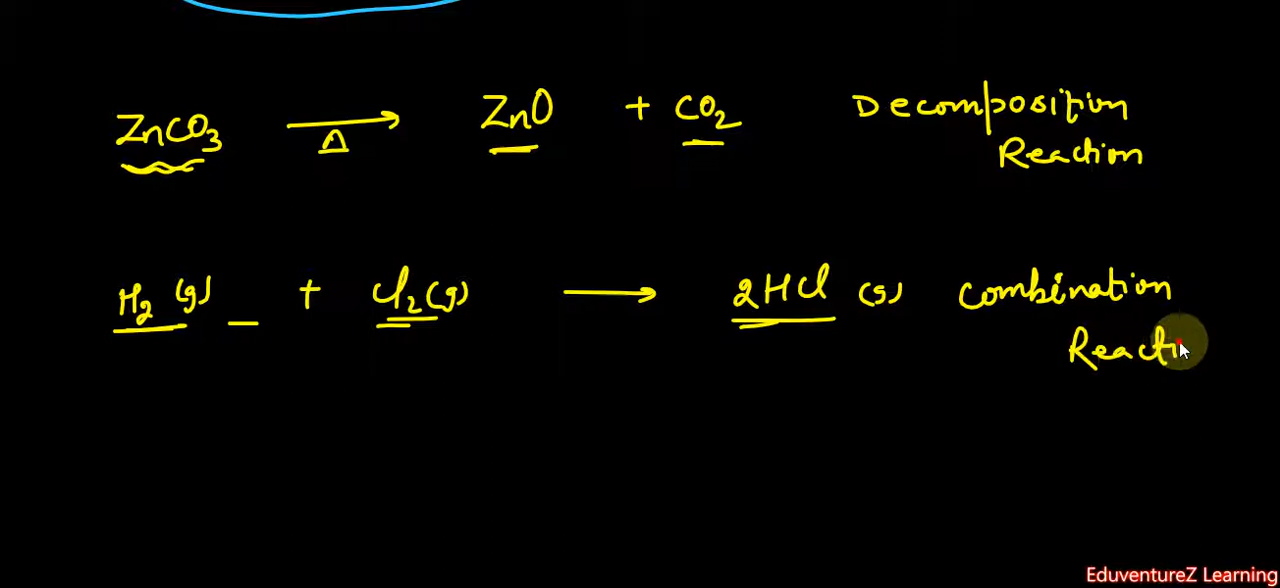 ZnCO₃ →Δ ZnO + CO₂ Decomposition
Reaction
H₂ (g) + Cl₂ (g) → 2HCl (g) Combination
Reacti
EduventureZ Learning